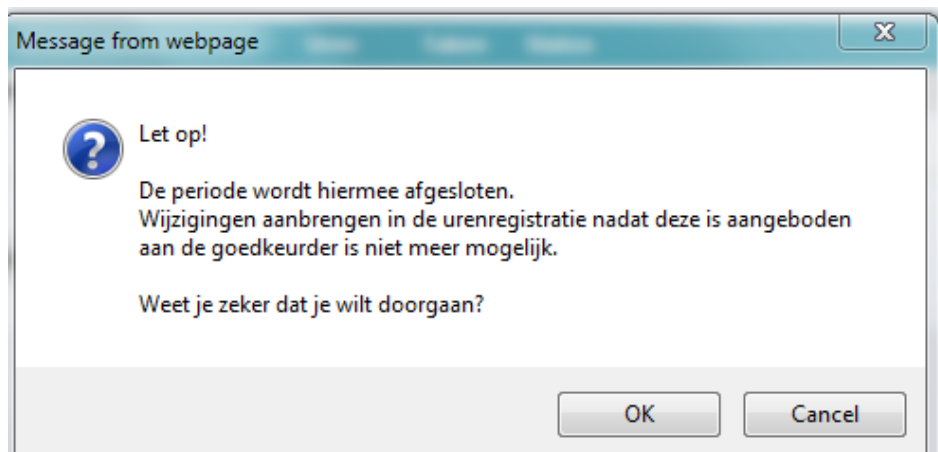 Message from webpage
Let op!
De periode wordt hiermee afgesloten.
Wijzigingen aanbrengen in de urenregistratie nadat deze is aangeboden
aan de goedkeurder is niet meer mogelijk.
Weet je zeker dat je wilt doorgaan?
OK
Cancel